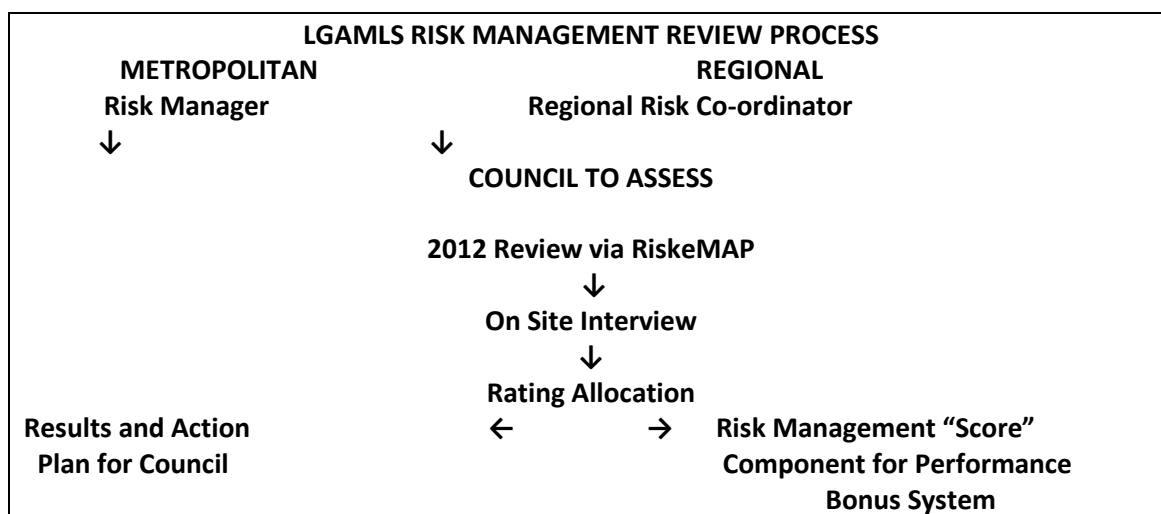 LGAMLS RISK MANAGEMENT REVIEW PROCESS
METROPOLITAN REGIONAL
Risk Manager Regional Risk Co-ordinator
↓ ↓
COUNCIL TO ASSESS
2012 Review via RiskeMAP
↓
On Site Interview
↓
Rating Allocation
Results and Action ← → Risk Management “Score”
Plan for Council Component for Performance
Bonus System